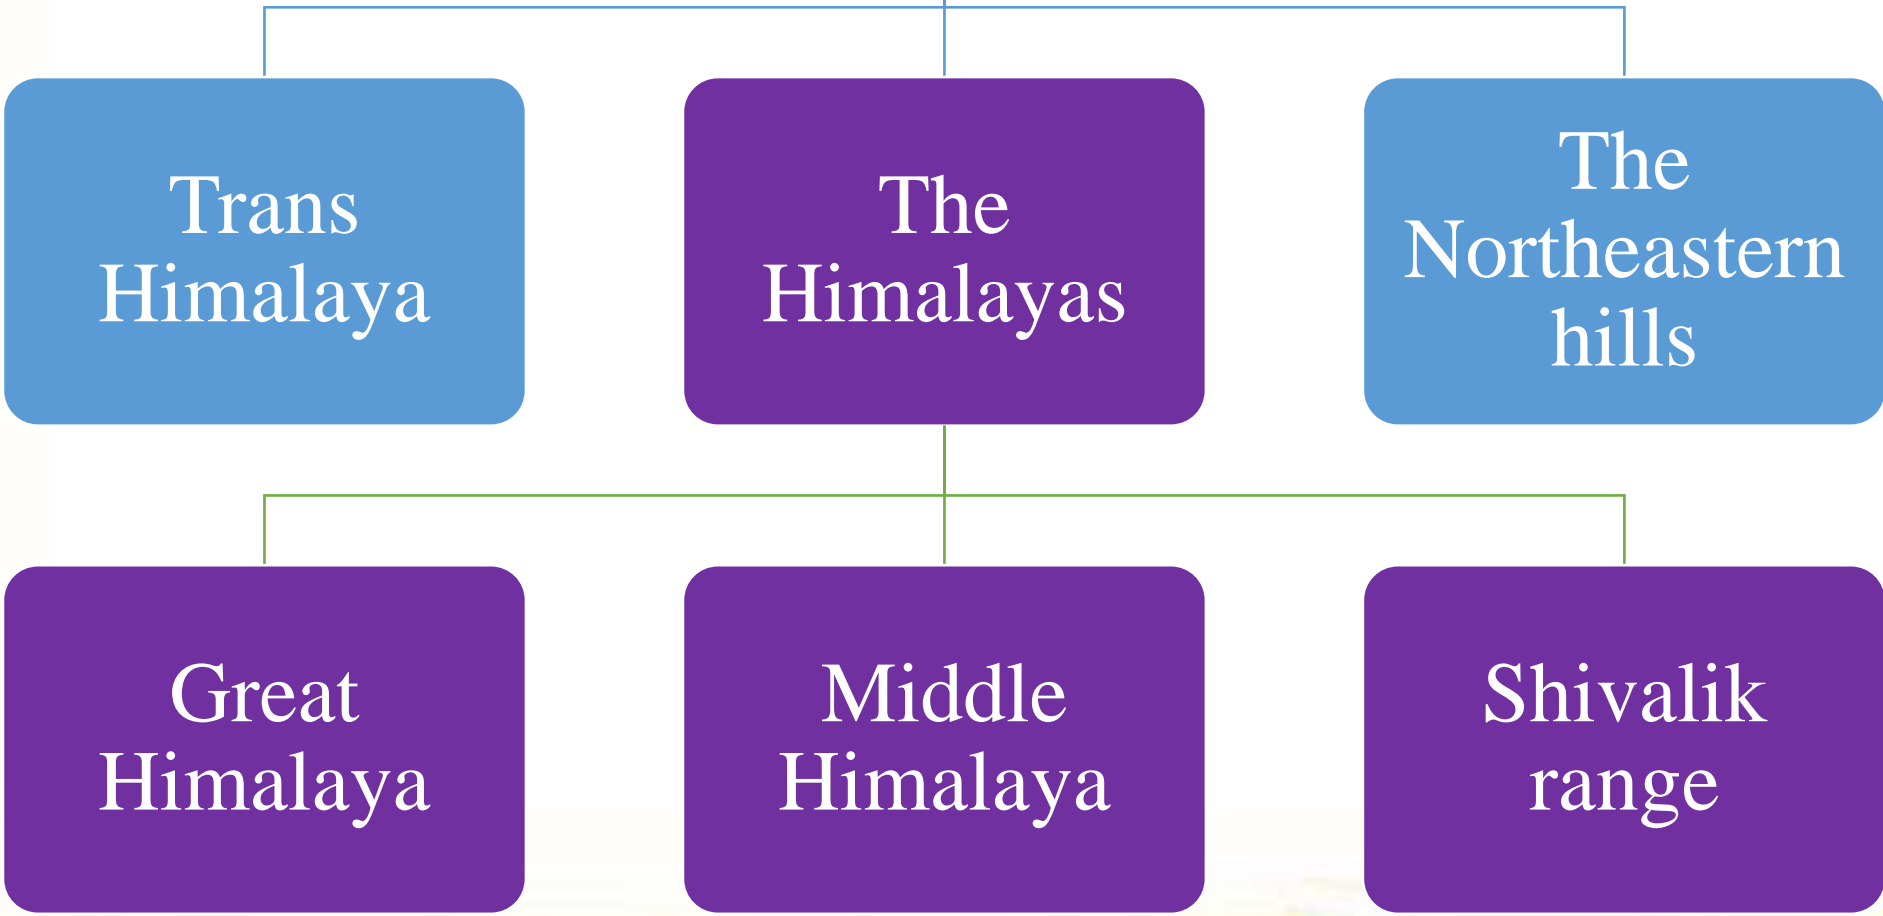 Trans
Himalaya
The
Himalayas
The
Northeastern
hills
Great
Himalaya
Middle
Himalaya
Shivalik
range